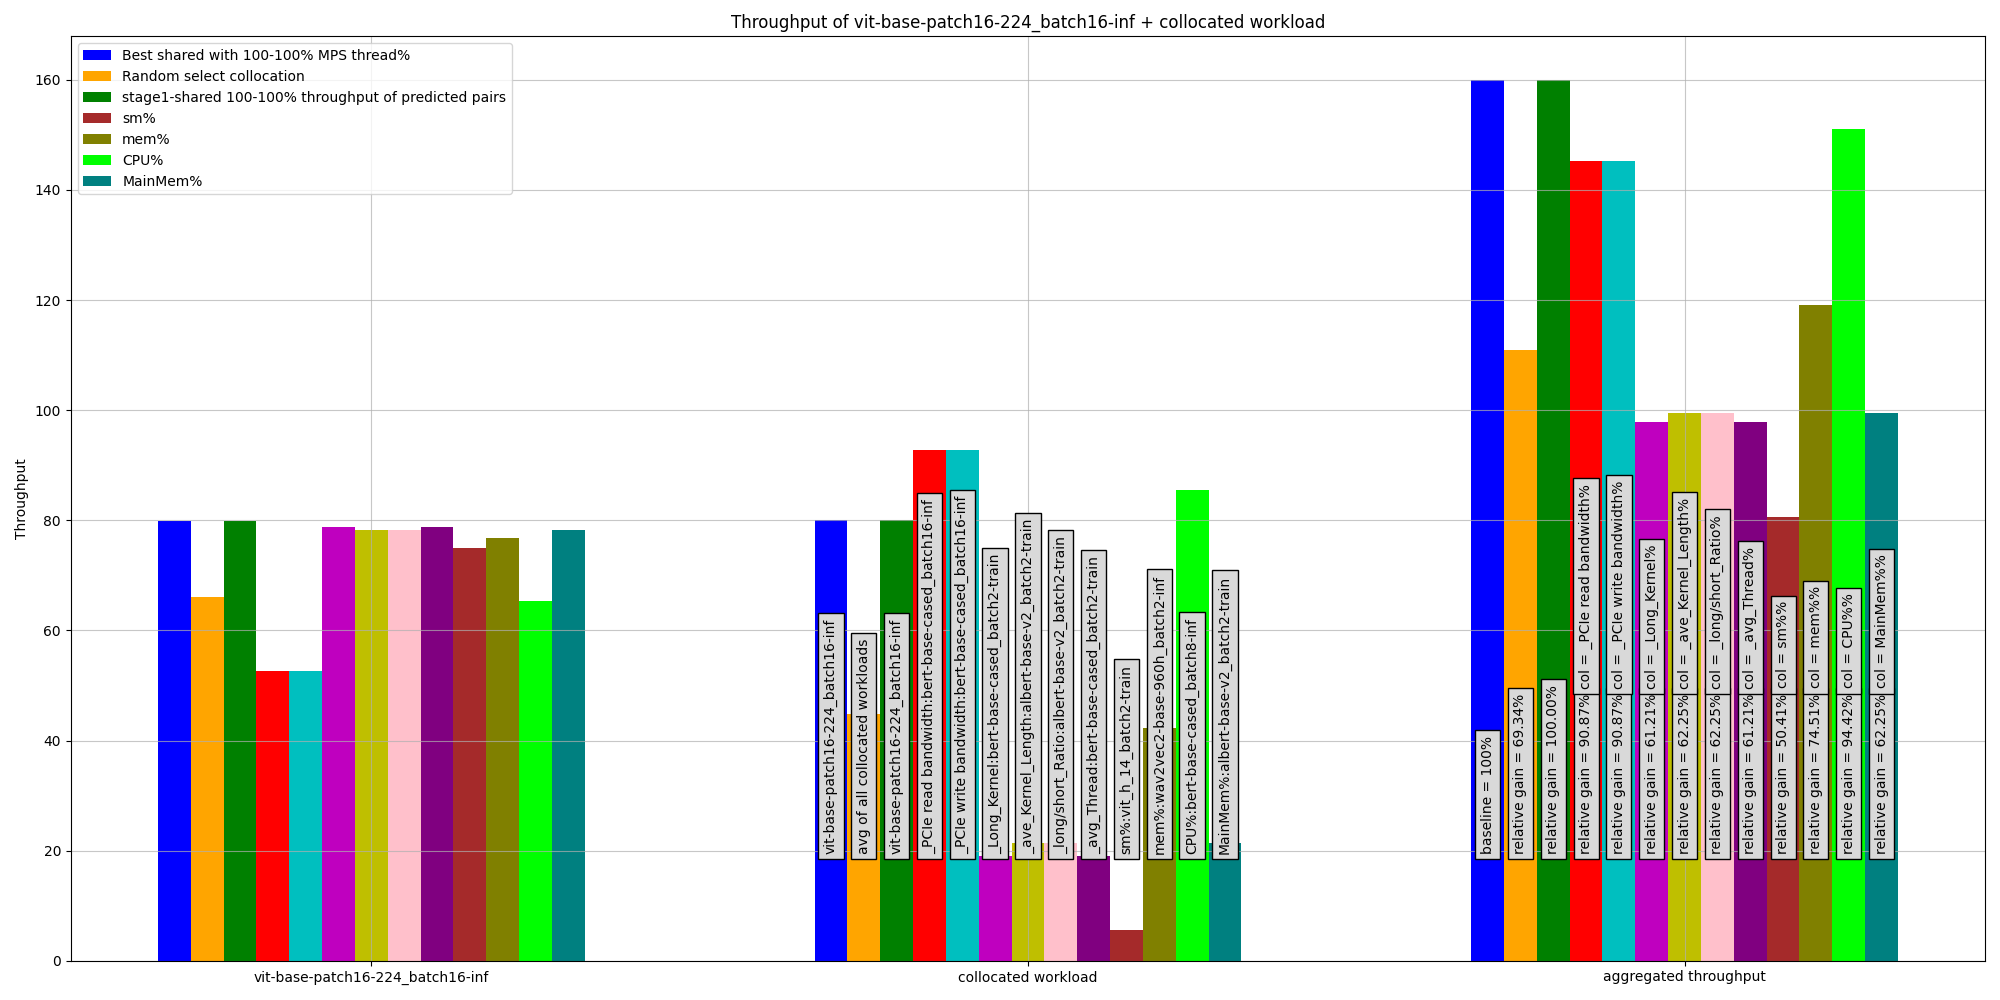 Throughput of vit-base-patch16-224_batch16-inf + collocated workload
Best shared with 100-100% MPS thread%
Random select collocation
stage1-shared 100-100% throughput of predicted pairs
sm%
mem%
CPU%
MainMem%
Throughput
160
140
120
100
80
60
40
20
0
vit-base-patch16-224_batch16-inf
avg of all collocated workloads
vit-base-patch16-224_batch16-inf
_PCIe read bandwidth:bert-base-cased_batch16-inf
_PCIe write bandwidth:bert-base-cased_batch16-inf
_Long_Kernel:bert-base-cased_batch2-train
_ave_Kernel_Length:albert-base-v2_batch2-train
_long/short_Ratio:albert-base-v2_batch2-train
_avg_Thread:bert-base-cased_batch2-train
sm%:vit_h_14_batch2-train
mem%:wav2vec2-base-960h_batch2-inf
CPU%:bert-base-cased_batch8-inf
MainMem%:albert-base-v2_batch2-train
baseline = 100%
relative gain = 69.34%
relative gain = 100.00%
relative gain = 90.87% col = _PCIe read bandwidth%
relative gain = 90.87% col = _PCIe write bandwidth%
relative gain = 61.21% col = _Long_Kernel%
relative gain = 62.25% col = _ave_Kernel_Length%
relative gain = 62.25% col = _long/short_Ratio%
relative gain = 61.21% col = _avg_Thread%
relative gain = 50.41% col = sm%%
relative gain = 74.51% col = mem%%
relative gain = 94.42% col = CPU%%
relative gain = 62.25% col = MainMem%%
vit-base-patch16-224_batch16-inf
collocated workload
aggregated throughput